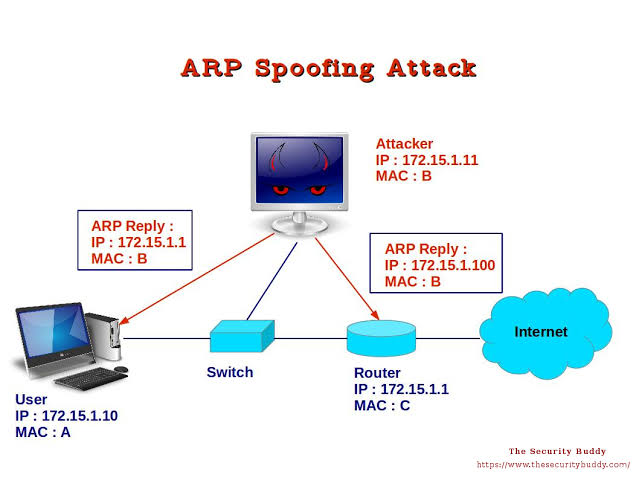 ARP Spoofing Attack
Attacker
IP : 172.15.1.11
MAC : B
ARP Reply :
IP : 172.15.1.1
MAC : B
ARP Reply :
IP : 172.15.1.100
MAC : B
Internet
Switch
Router
IP : 172.15.1.1
MAC : C
User
IP : 172.15.1.10
MAC : A
The Security Buddy
https://www.thesecuritybuddy.com/